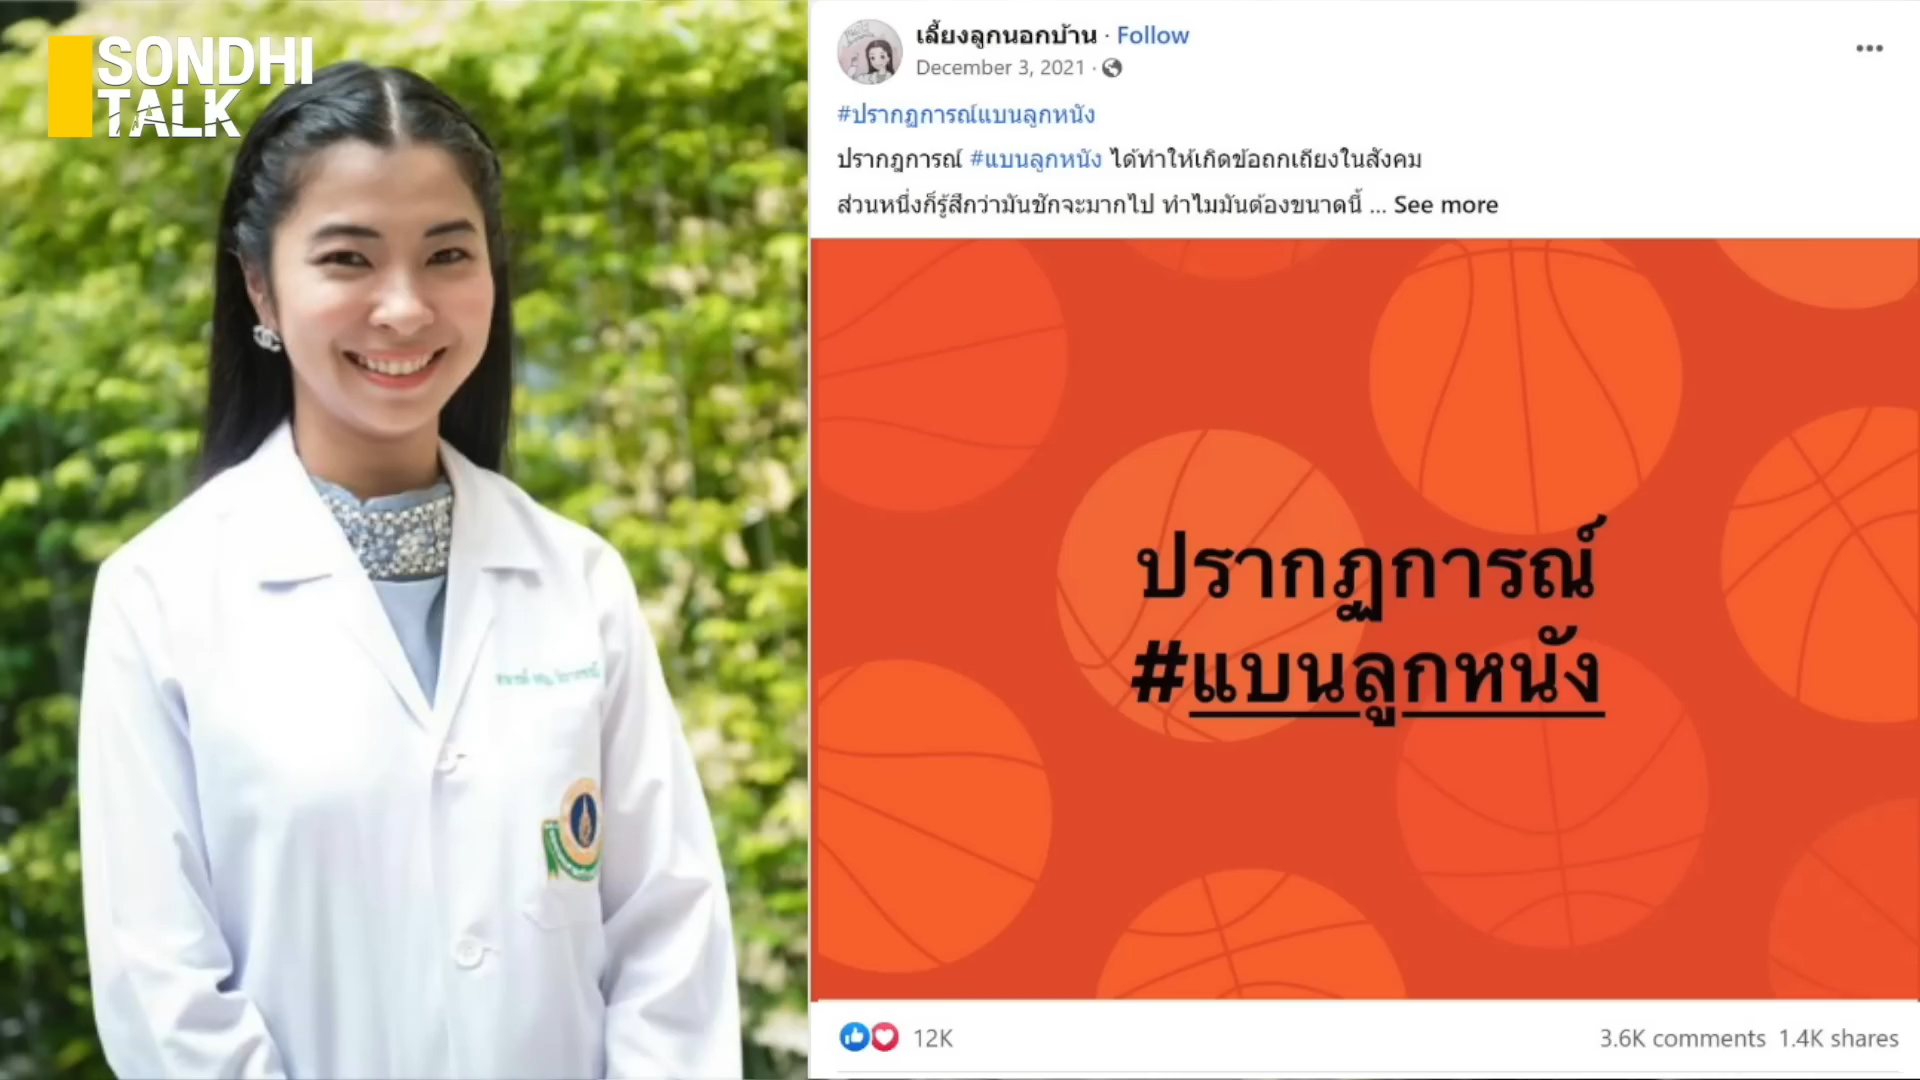 SONDHI
TALK
เลี้ยงลูกนอกบ้าน · Follow
December 3, 2021 ·
#ปรากฏการณ์แบนลูกหนัง
ปรากฎการณ์ #แบนลูกหนัง ได้ทำให้เกิดข้อถกเถียงในสังคม
ส่วนหนึ่งก็รู้สึกว่ามันชักจะมากไป ทำไมมันต้องขนาดนี้ ... See more
ปรากฏการณ์
#แบนลูกหนัง
12K
3.6K comments 1.4K shares